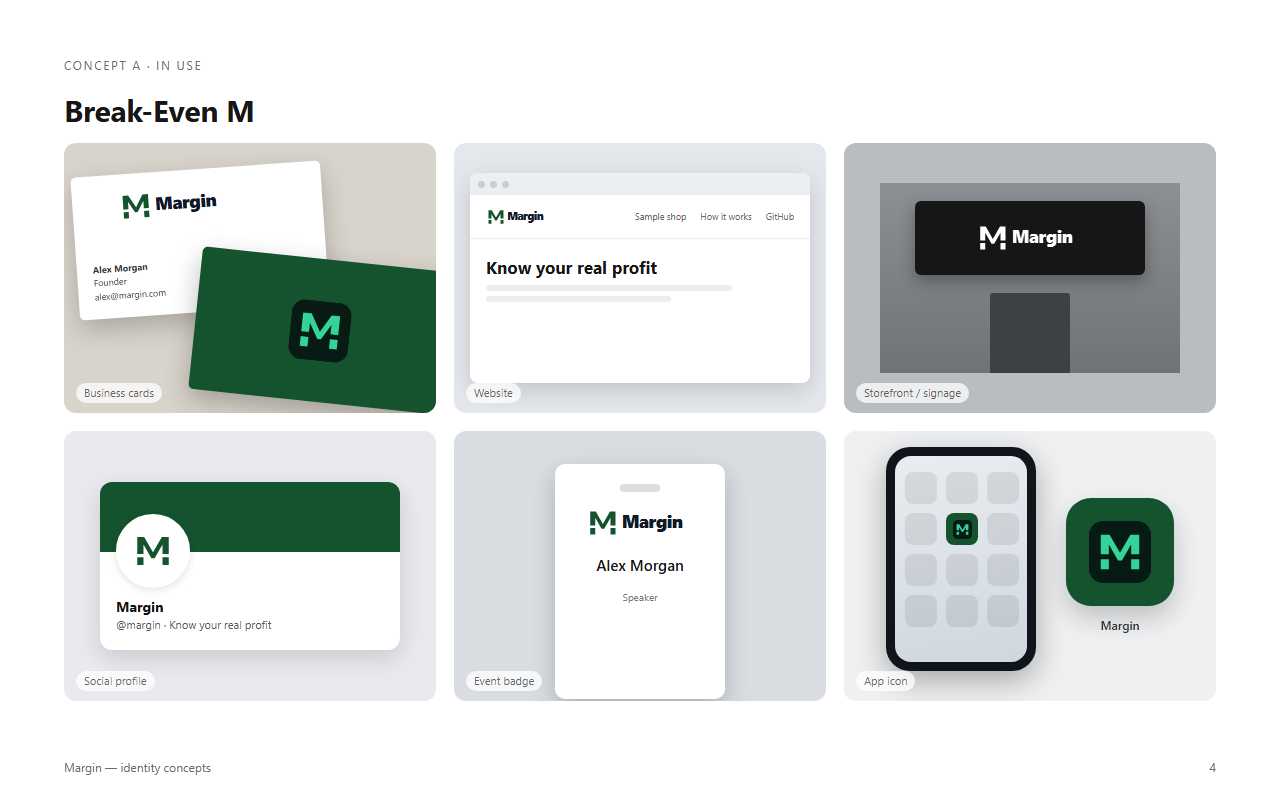 CONCEPT A · IN USE
Break-Even M
M Margin
Alex Morgan
Founder
alex@margin.com
M
Business cards
M Margin
Sample shop How it works GitHub
Know your real profit
Website
M Margin
Storefront / signage
M
Margin
@margin · Know your real profit
Social profile
M Margin
Alex Morgan
Speaker
Event badge
M
M
Margin
App icon
Margin — identity concepts
4